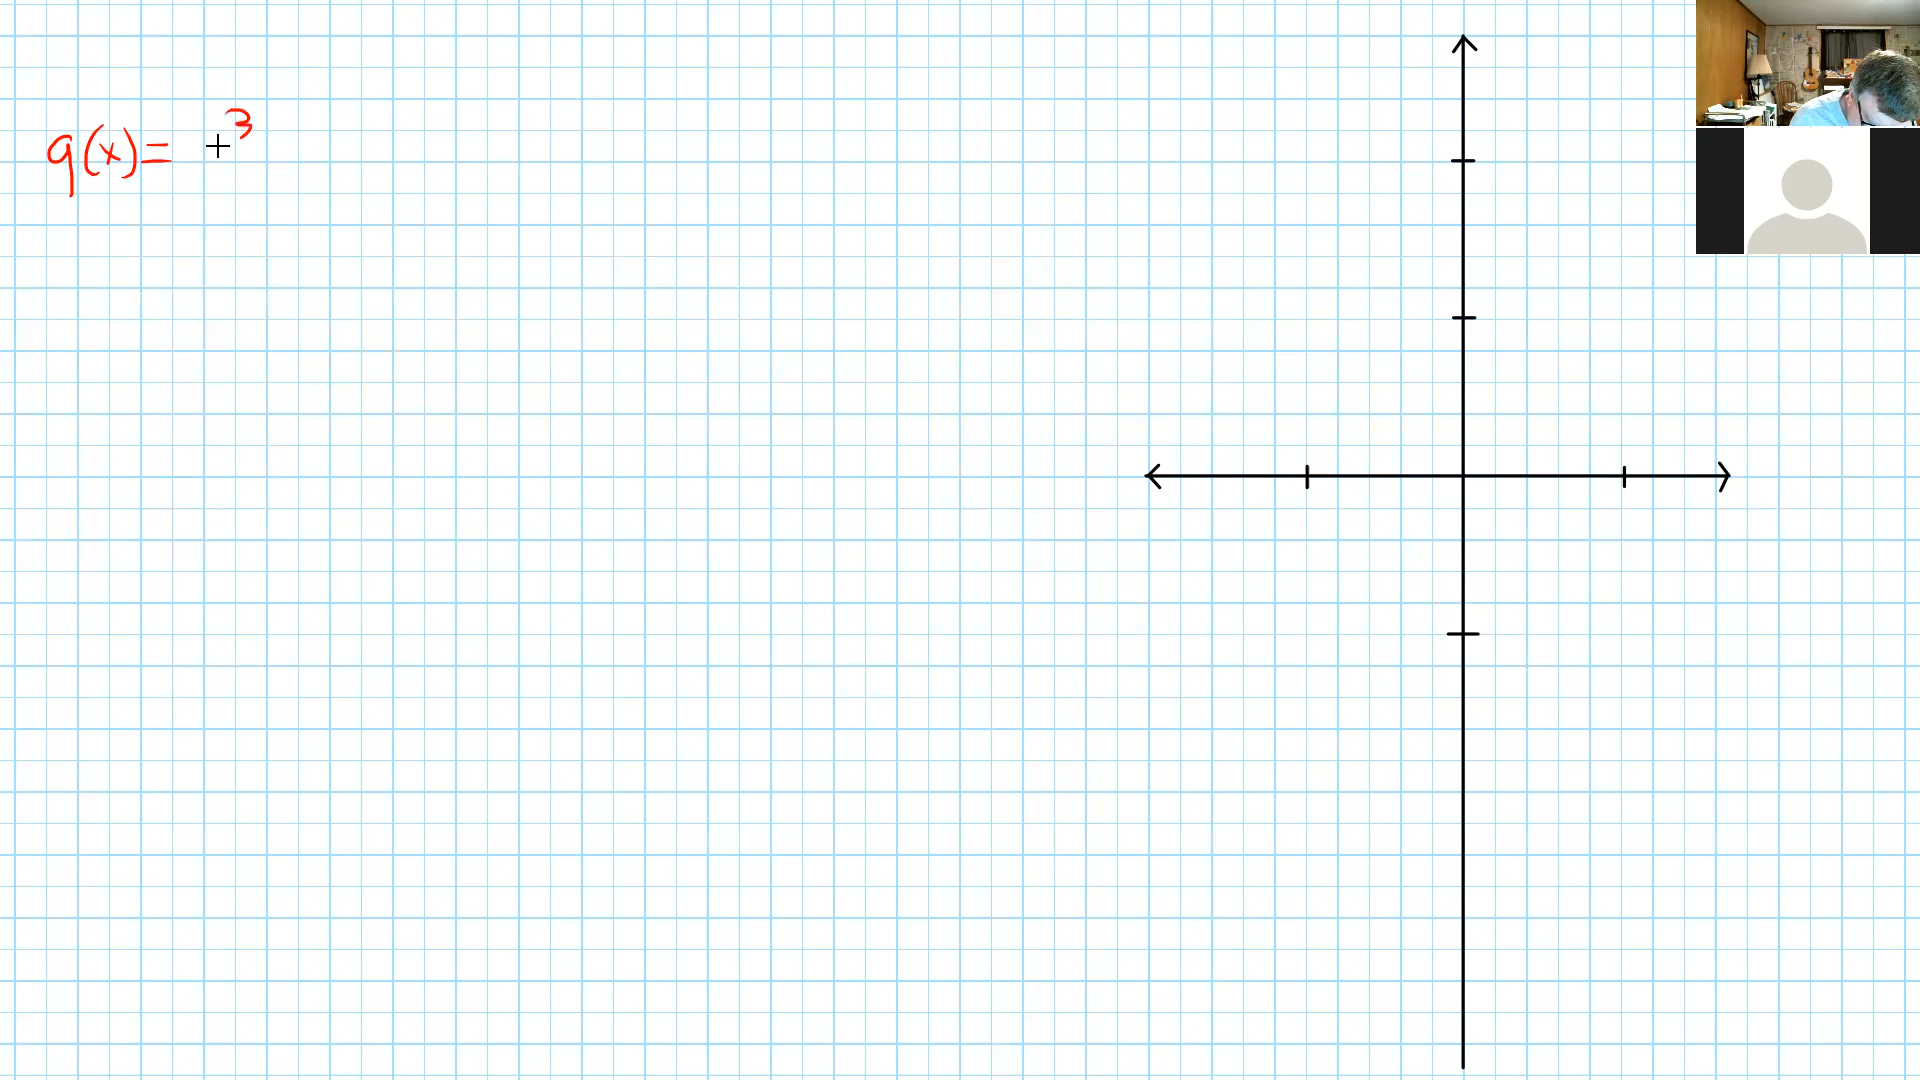 q(x)= ³